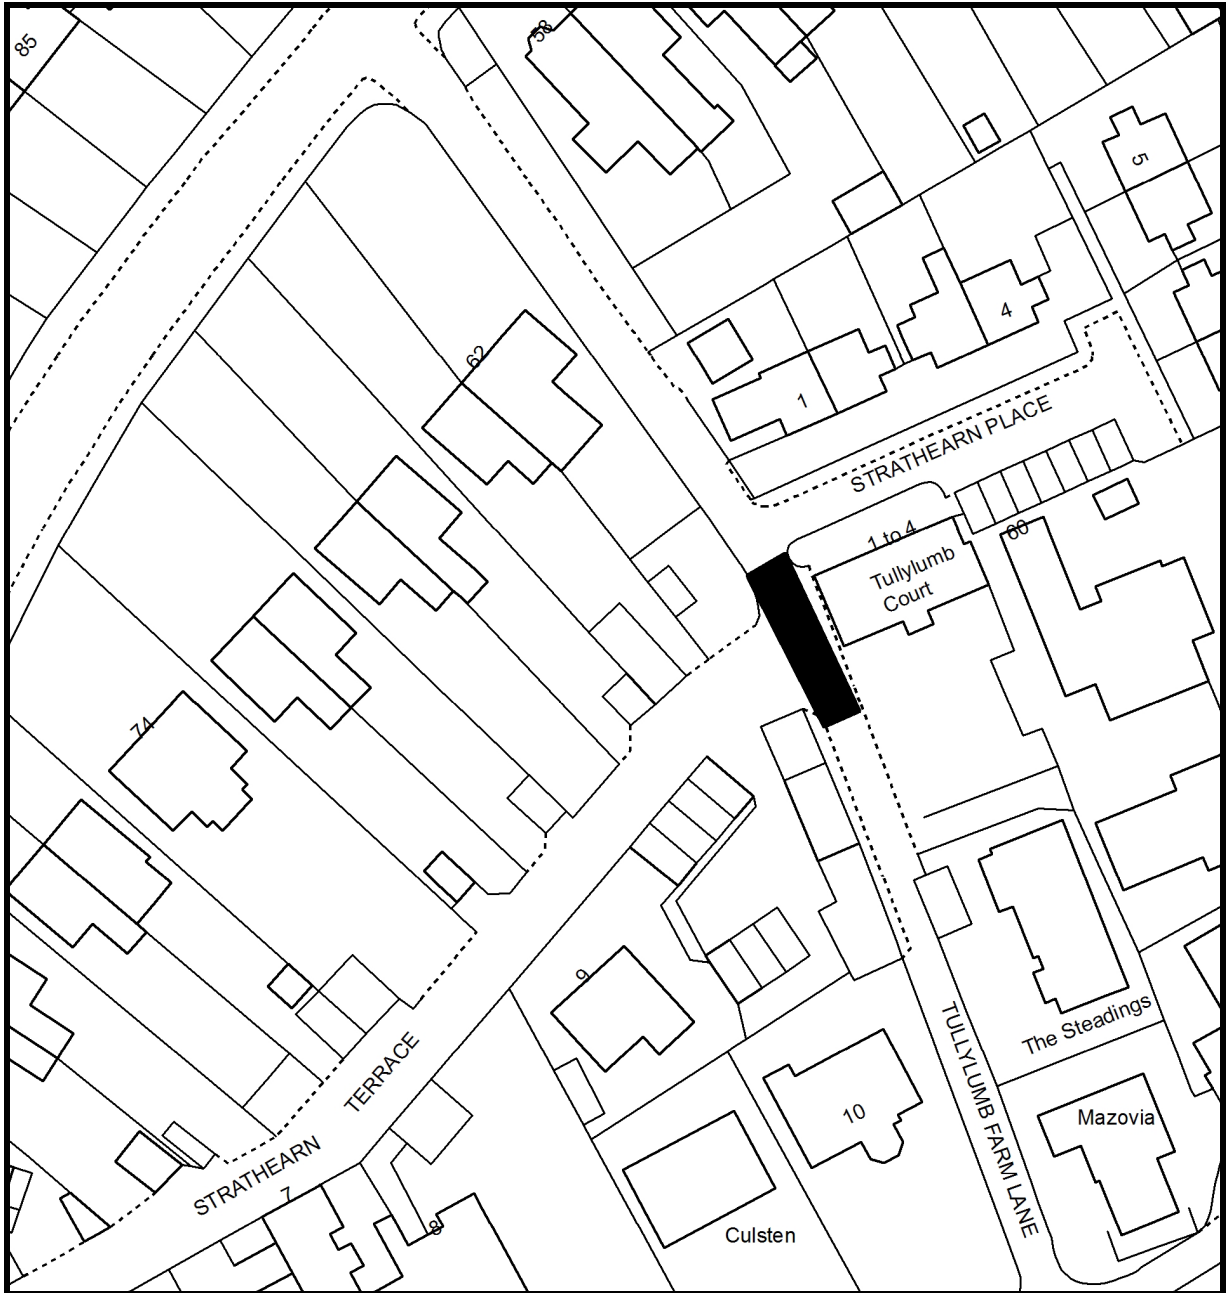 85
58
5
4
62
1
STRATHEARN PLACE
1 to 4
60
Tullylumb
Court
74
9
TULLYLUMB FARM LANE
The Steadings
STRATHEARN TERRACE
10
Mazovia
7
8
Culsten